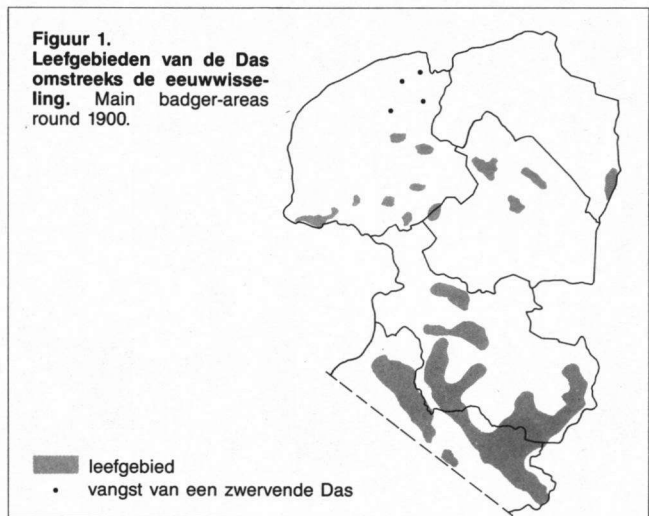 Figuur 1.
Leefgebieden van de Das
omstreeks de eeuwwisse-
ling. Main badger-areas
round 1900.
leefgebied
• vangst van een zwervende Das